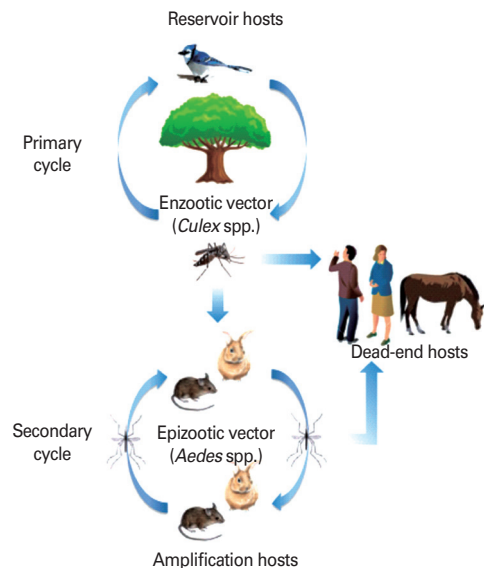 Reservoir hosts
Primary
cycle
Enzootic vector
(Culex spp.)
Dead-end hosts
Secondary
cycle
Epizootic vector
(Aedes spp.)
Amplification hosts